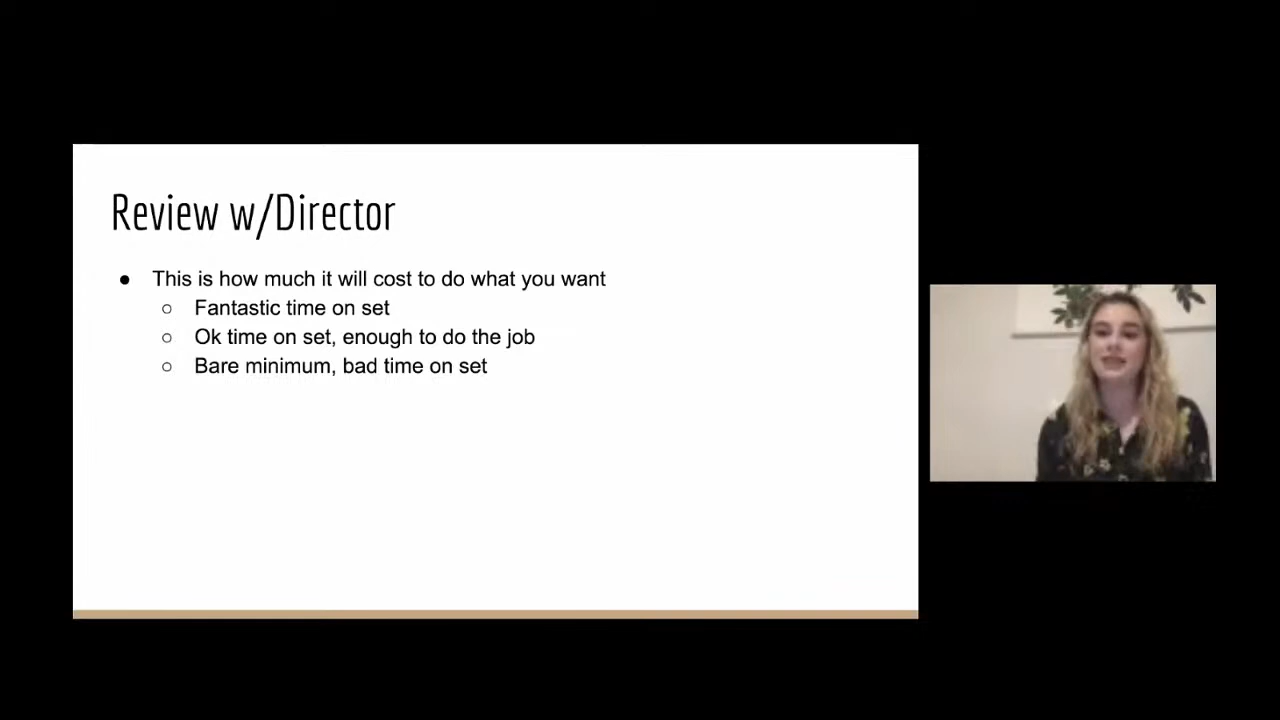 Review w/Director
● This is how much it will cost to do what you want
○ Fantastic time on set
○ Ok time on set, enough to do the job
○ Bare minimum, bad time on set